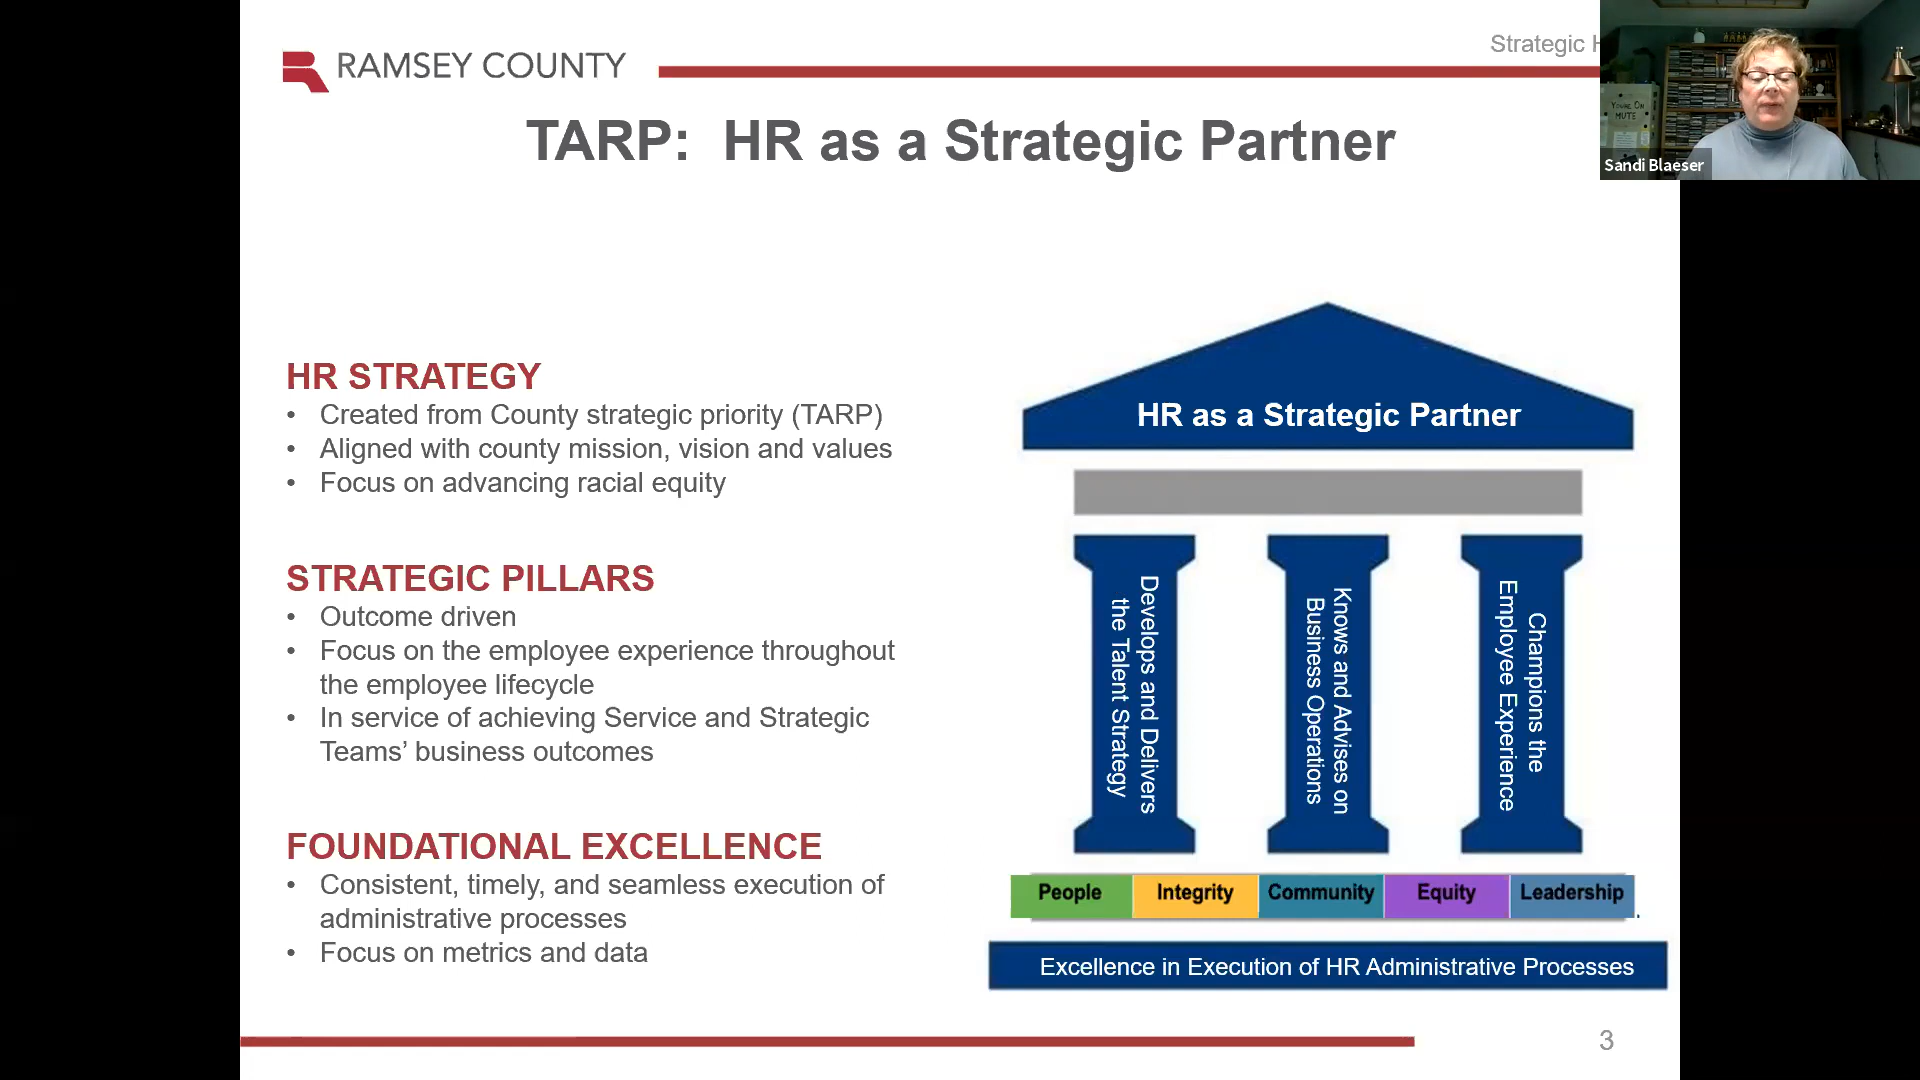 Strategic H
RAMSEY COUNTY
TARP: HR as a Strategic Partner
YOU'RE ON
MUTE
Sandi Blaeser
HR STRATEGY
• Created from County strategic priority (TARP)
• Aligned with county mission, vision and values
• Focus on advancing racial equity
STRATEGIC PILLARS
• Outcome driven
• Focus on the employee experience throughout
the employee lifecycle
• In service of achieving Service and Strategic
Teams’ business outcomes
FOUNDATIONAL EXCELLENCE
• Consistent, timely, and seamless execution of
administrative processes
• Focus on metrics and data
HR as a Strategic Partner
Develops and Delivers
the Talent Strategy
Knows and Advises on
Business Operations
Champions the
Employee Experience
People Integrity Community Equity Leadership .
Excellence in Execution of HR Administrative Processes
3